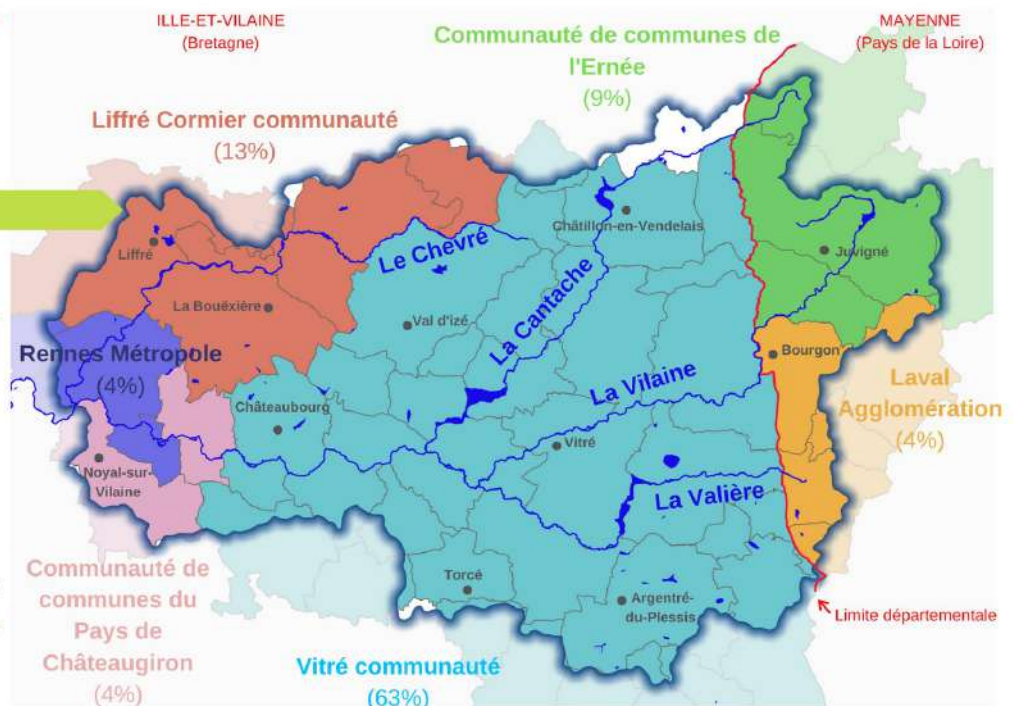 ILLE-ET-VILAINE
(Bretagne)
MAYENNE
(Pays de la Loire)
Communauté de communes de
l'Ernée
(9%)
Liffré Cormier communauté
(13%)
Châtillon-en-Vendelais
Le Chevré
Liffré
Juvigné
La Cantache
La Bouëxière
Val d'izé
Rennes Métropole
(4%)
Bourgon
La Vilaine
Laval
Agglomération
(4%)
Châteaubourg
Vitré
Noyal-sur-
Vilaine
La Valière
Communauté de
communes du
Pays de
Châteaugiron
(4%)
Torcé
Argentré-
du-Plessis
Limite départementale
Vitré communauté
(63%)